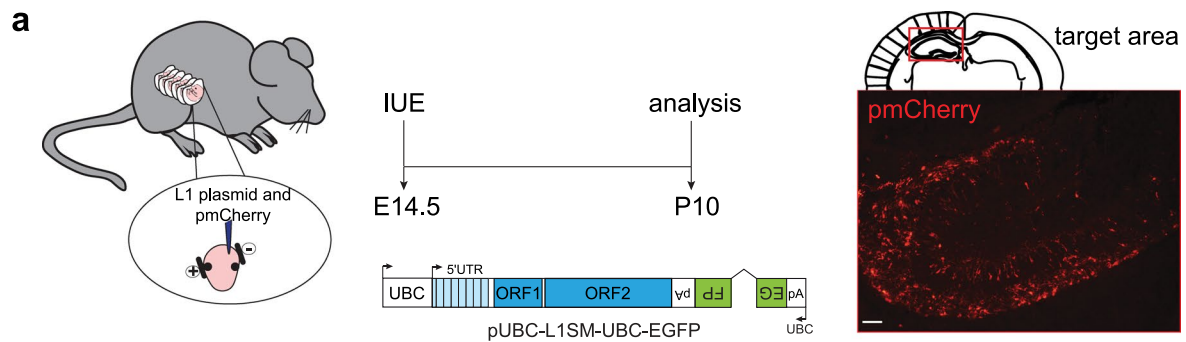 a
L1 plasmid and
pmCherry
+
-
IUE
analysis
E14.5
P10
5'UTR
UBC
ORF1
ORF2
pA
FP
EG
pA
UBC
pUBC-L1SM-UBC-EGFP
target area
pmCherry